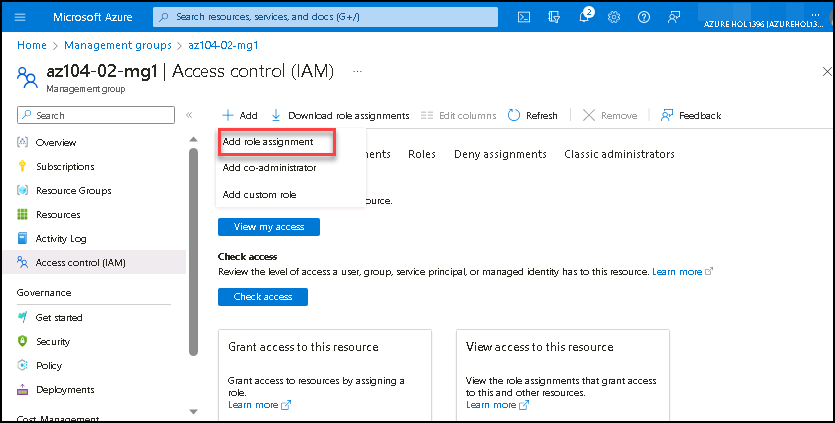 Microsoft Azure
Search resources, services, and docs (G+/)
2
AZURE HOL 1396 (AZUREHOL13...
Home > Management groups > az104-02-mg1
az104-02-mg1 | Access control (IAM) ...
Management group
Search
«
+ Add
Download role assignments
Edit columns
Refresh
Remove
Feedback
Overview
Subscriptions
Resource Groups
Resources
Activity Log
Access control (IAM)
Governance
Get started
Security
Policy
Deployments
Cost Management
Add role assignment
Add co-administrator
Add custom role
ments
Roles
Deny assignments
Classic administrators
ource.
View my access
Check access
Review the level of access a user, group, service principal, or managed identity has to this resource. Learn more
Check access
Grant access to this resource
Grant access to resources by assigning a
role.
Learn more
View access to this resource
View the role assignments that grant access
to this and other resources.
Learn more